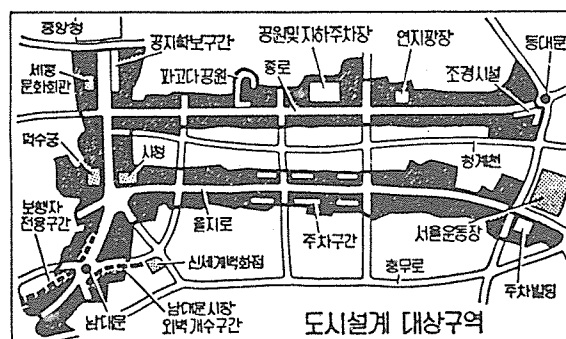 중앙청
공지확보구간
공원및지하주차장
연지광장
동대문
세종
문화회관
파고다공원
종로
조경시설
덕수궁
시청
청계천
보행자
전용구간
을지로
주차구간
서울운동장
신세계백화점
충무로
주차빌딩
남대문
남대문시장
외벽개수구간
도시설계 대상구역